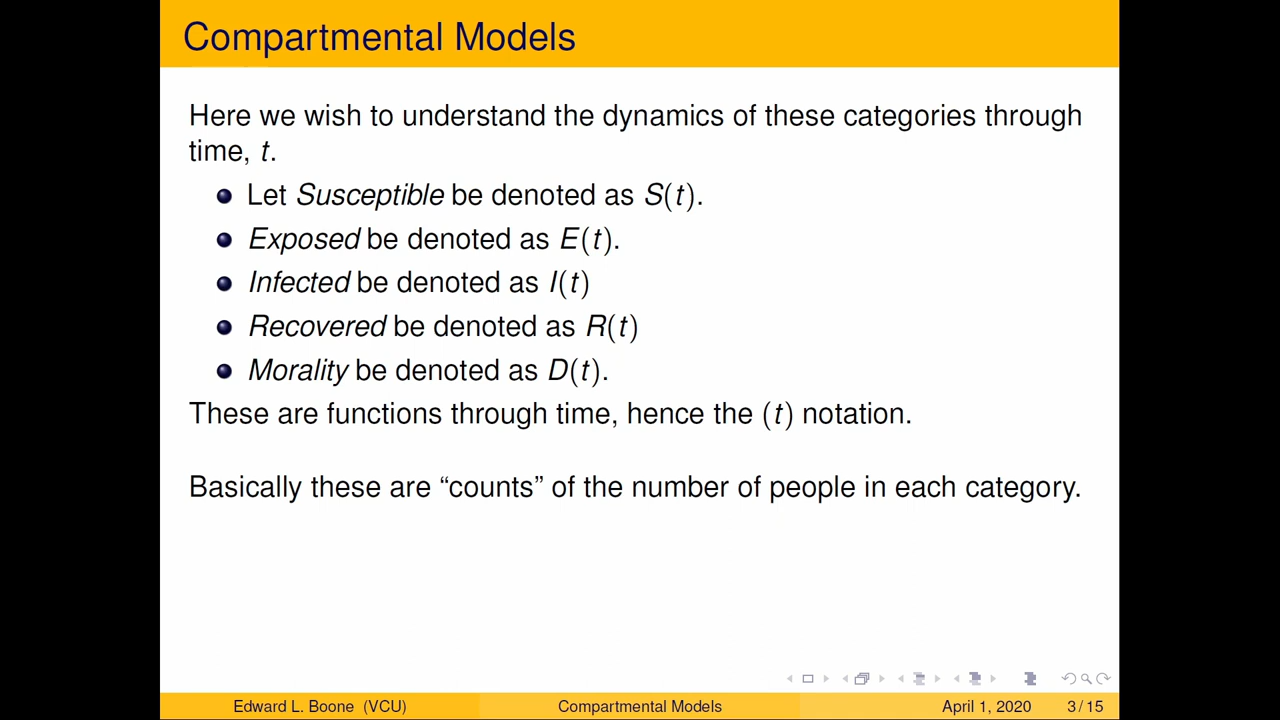 Compartmental Models
Here we wish to understand the dynamics of these categories through
time, t.
Let Susceptible be denoted as S(t).
Exposed be denoted as E(t).
Infected be denoted as I(t)
Recovered be denoted as R(t)
Morality be denoted as D(t).
These are functions through time, hence the (t) notation.
Basically these are “counts” of the number of people in each category.
Edward L. Boone (VCU) Compartmental Models April 1, 2020 3 / 15